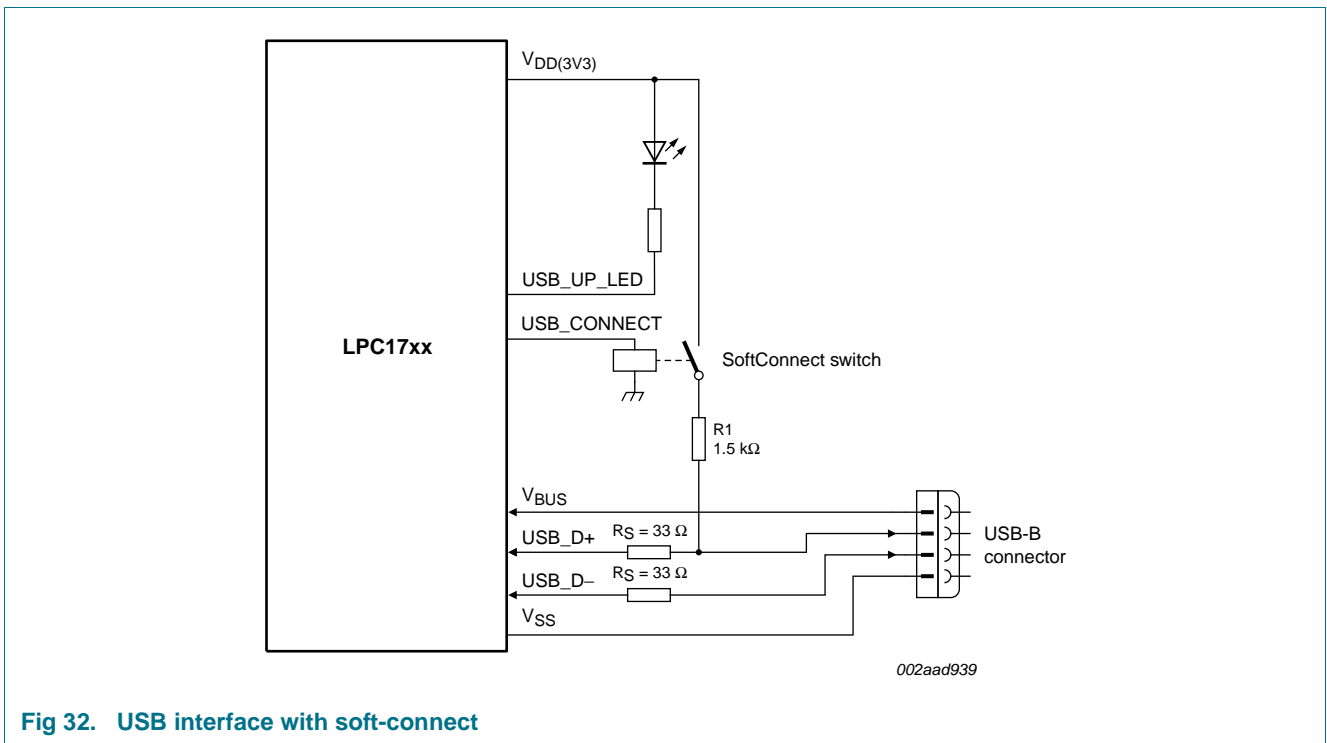 VDD(3V3)
USB_UP_LED
USB_CONNECT
LPC17xx
SoftConnect switch
R1
1.5 kΩ
VBUS
USB_D+
RS = 33 Ω
USB-B
connector
USB_D−
RS = 33 Ω
VSS
002aad939
Fig 32. USB interface with soft-connect